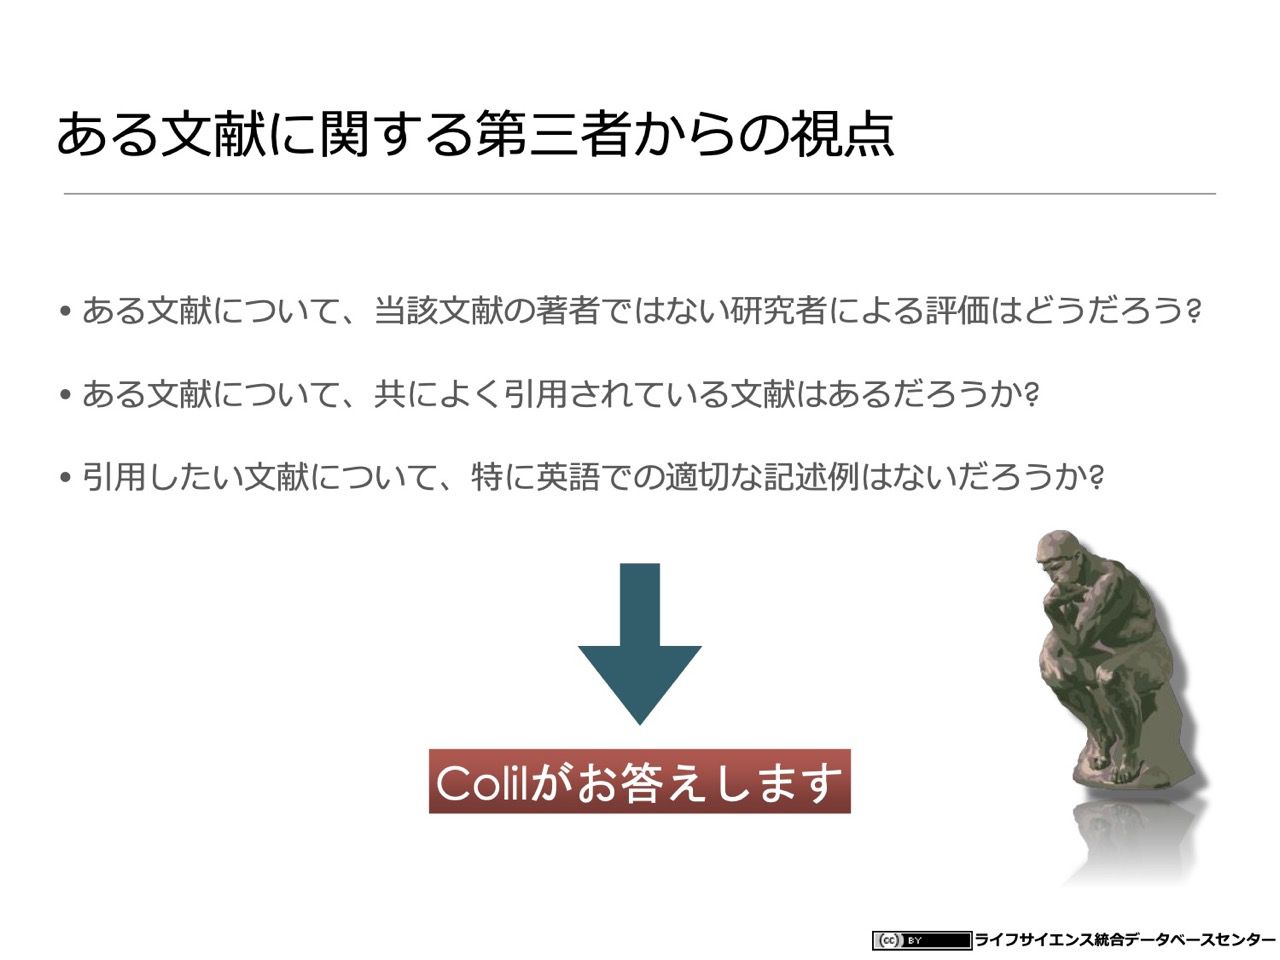 ある文献に関する第三者からの視点
• ある文献について、当該文献の著者ではない研究者による評価はどうだろう?
• ある文献について、共によく引用されている文献はあるだろうか?
• 引用したい文献について、特に英語での適切な記述例はないだろうか?
Colilがお答えします
cc BY ライフサイエンス統合データベースセンター